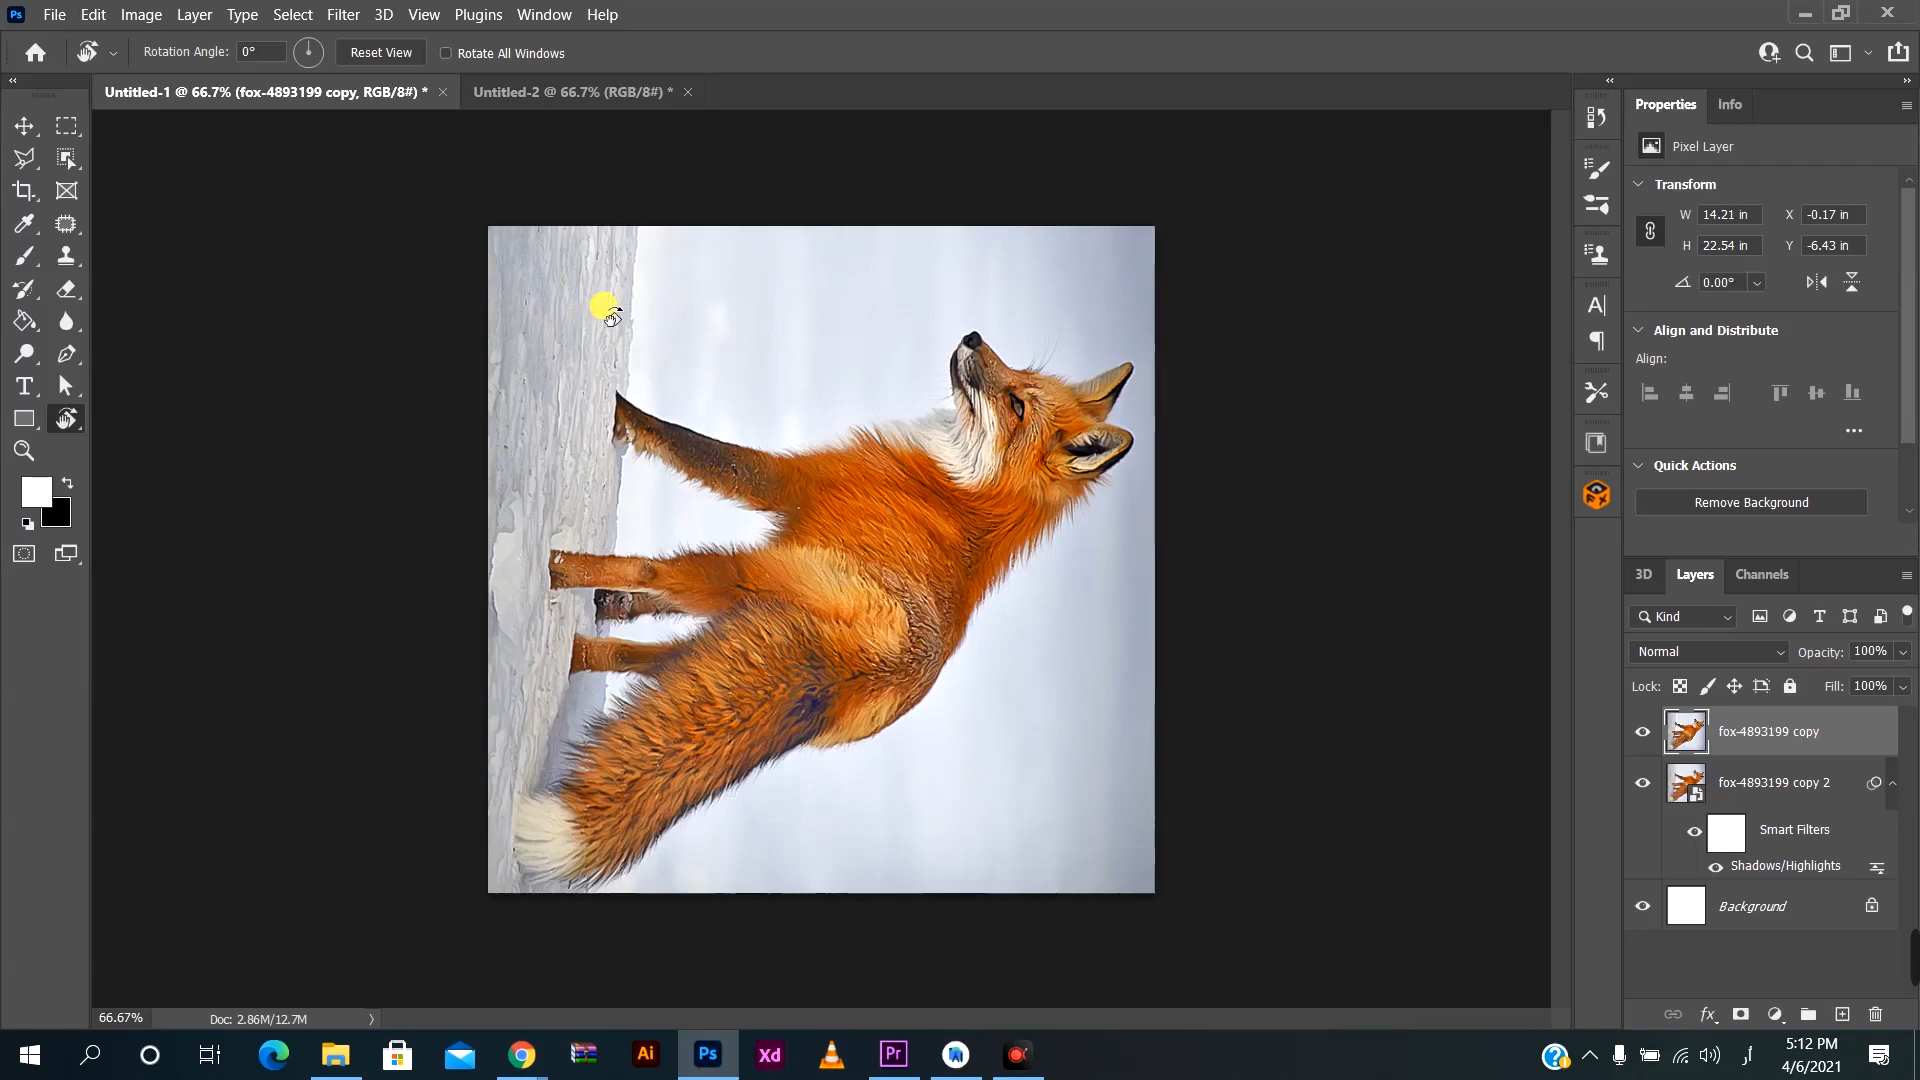 Ps File Edit Image Layer Type Select Filter 3D View Plugins Window Help
Rotation Angle: 0° Reset View Rotate All Windows
Untitled-1 @ 66.7% (fox-4893199 copy, RGB/8#) * Untitled-2 @ 66.7% (RGB/8#) *
Properties Info
Pixel Layer
Transform
W 14.21 in X -0.17 in
H 22.54 in Y -6.43 in
0.00°
Align and Distribute
Align:
Quick Actions
Remove Background
3D Layers Channels
Kind
Normal Opacity: 100%
Lock: Fill: 100%
fox-4893199 copy
fox-4893199 copy 2
Smart Filters
Shadows/Highlights
Background
66.67% Doc: 2.86M/12.7M
Ai Ps Xd Pr
5:12 PM
4/6/2021